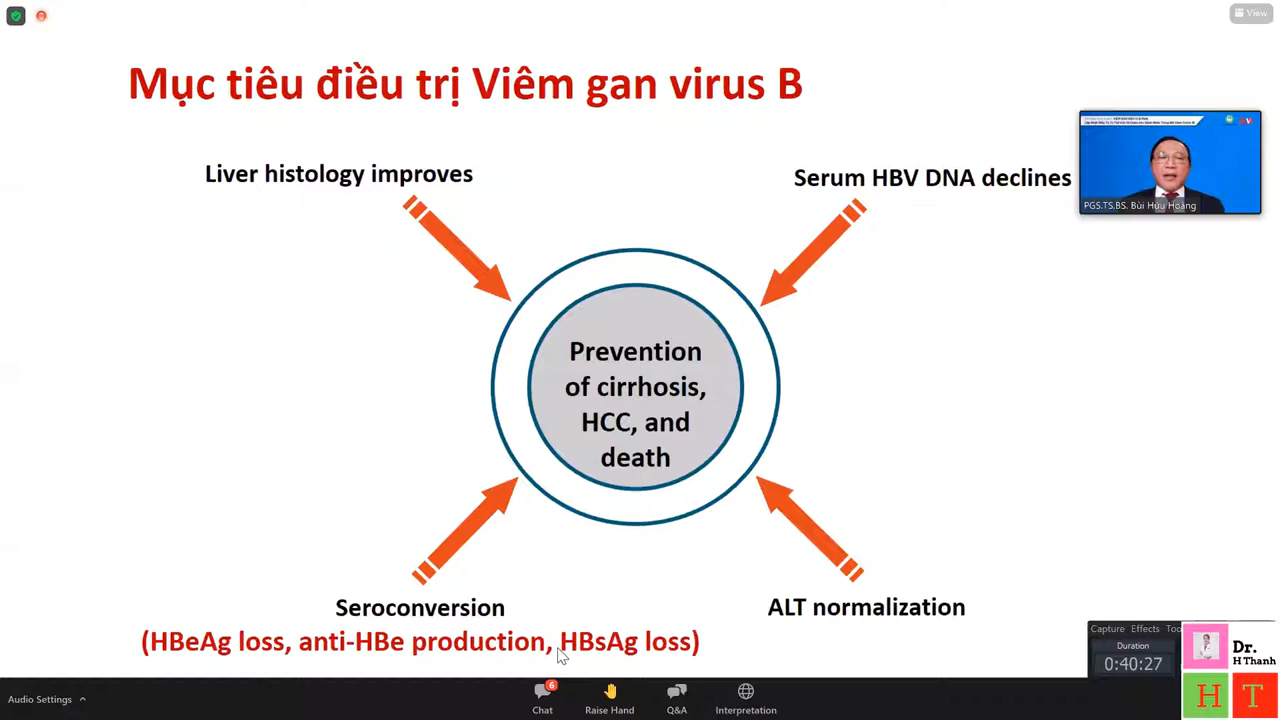 View
Mục tiêu điều trị Viêm gan virus B
Liver histology improves
Serum HBV DNA declines
PGS.TS.BS. Bùi Hữu Hoàng
Prevention
of cirrhosis,
HCC, and
death
Seroconversion
(HBeAg loss, anti-HBe production, HBsAg loss)
ALT normalization
Capture Effects
Duration
0:40:27
Dr.
H Thanh
H T
Audio Settings
6
Chat
Raise Hand
Q&A
Interpretation